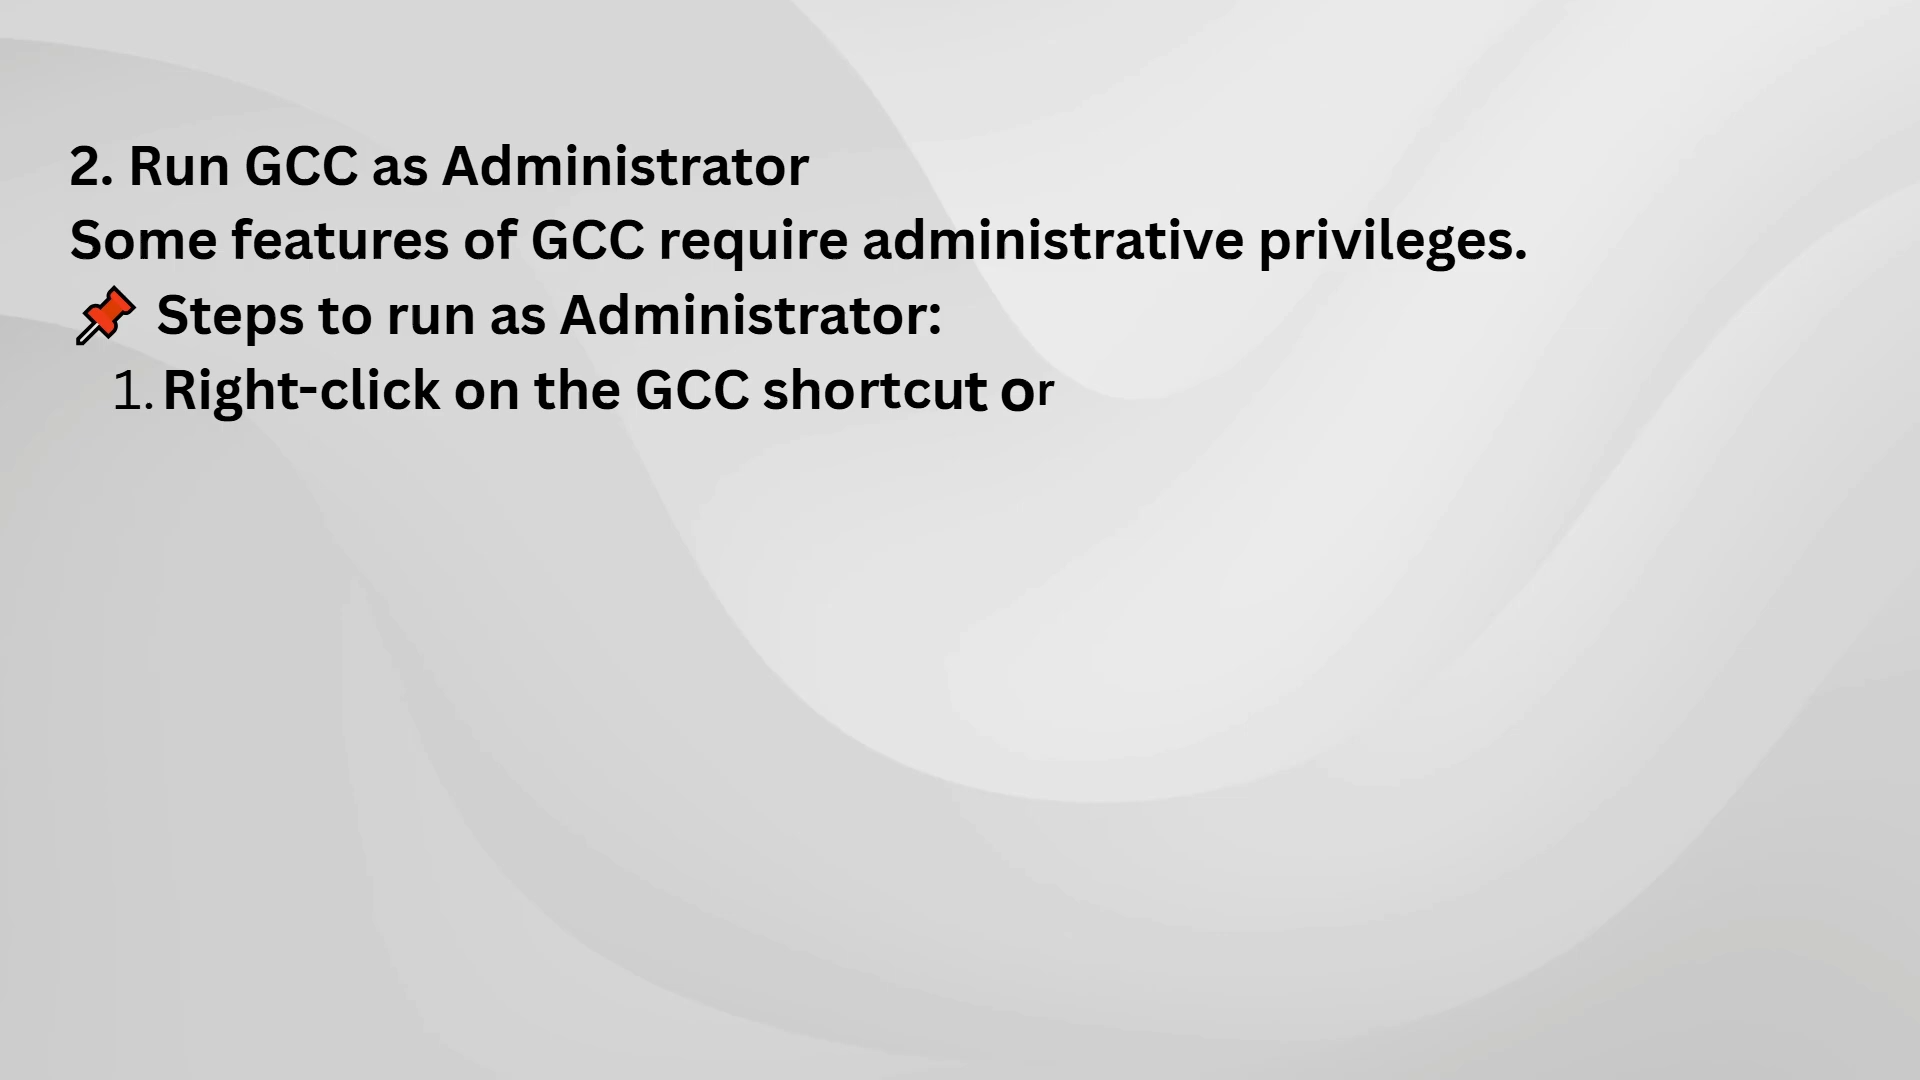 2. Run GCC as Administrator
Some features of GCC require administrative privileges.
📌 Steps to run as Administrator:
1. Right-click on the GCC shortcut or